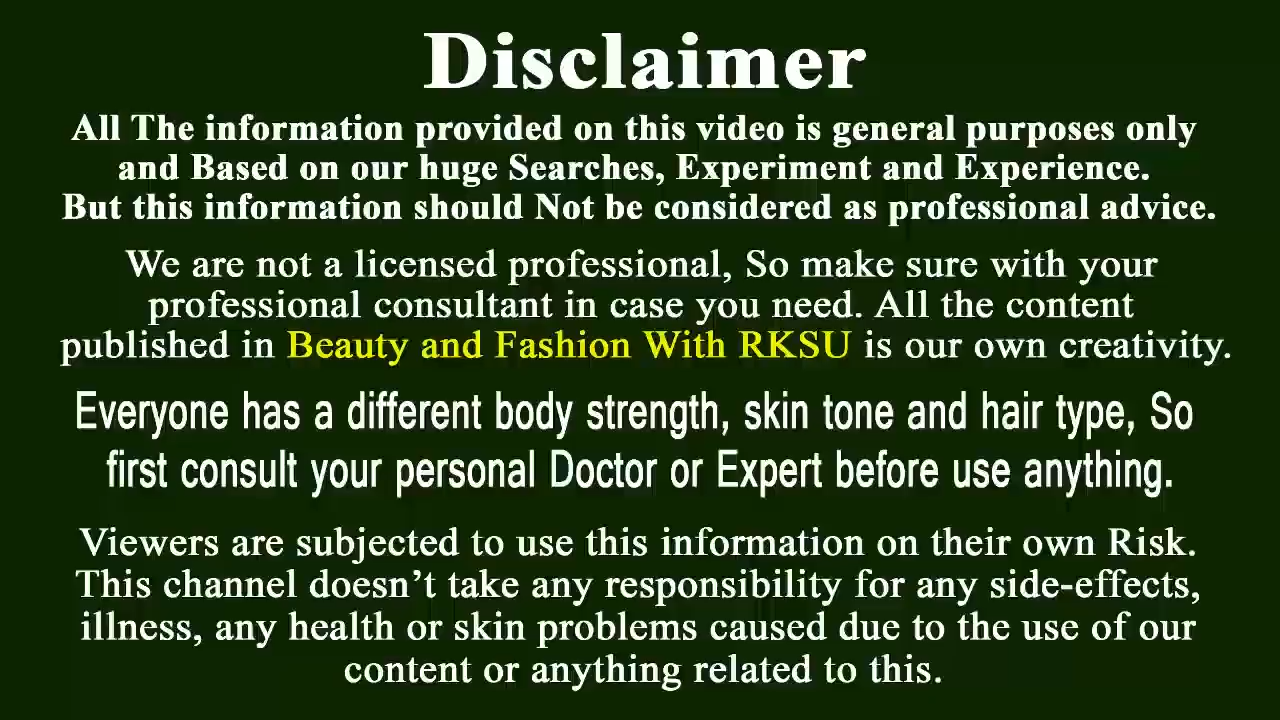 Disclaimer
All The information provided on this video is general purposes only
and Based on our huge Searches, Experiment and Experience.
But this information should Not be considered as professional advice.
We are not a licensed professional, So make sure with your
professional consultant in case you need. All the content
published in Beauty and Fashion With RKSU is our own creativity.
Everyone has a different body strength, skin tone and hair type, So
first consult your personal Doctor or Expert before use anything.
Viewers are subjected to use this information on their own Risk.
This channel doesn’t take any responsibility for any side-effects,
illness, any health or skin problems caused due to the use of our
content or anything related to this.